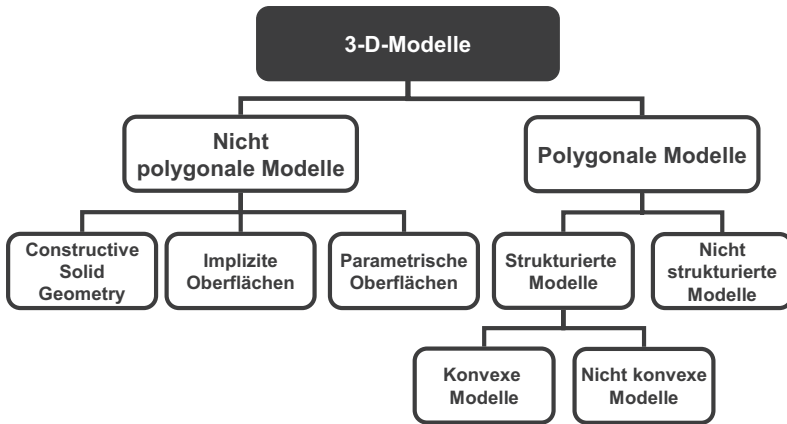 3-D-Modelle
Nicht
polygonale Modelle
Polygonale Modelle
Constructive
Solid
Geometry
Implizite
Oberflächen
Parametrische
Oberflächen
Strukturierte
Modelle
Nicht
strukturierte
Modelle
Konvexe
Modelle
Nicht konvexe
Modelle